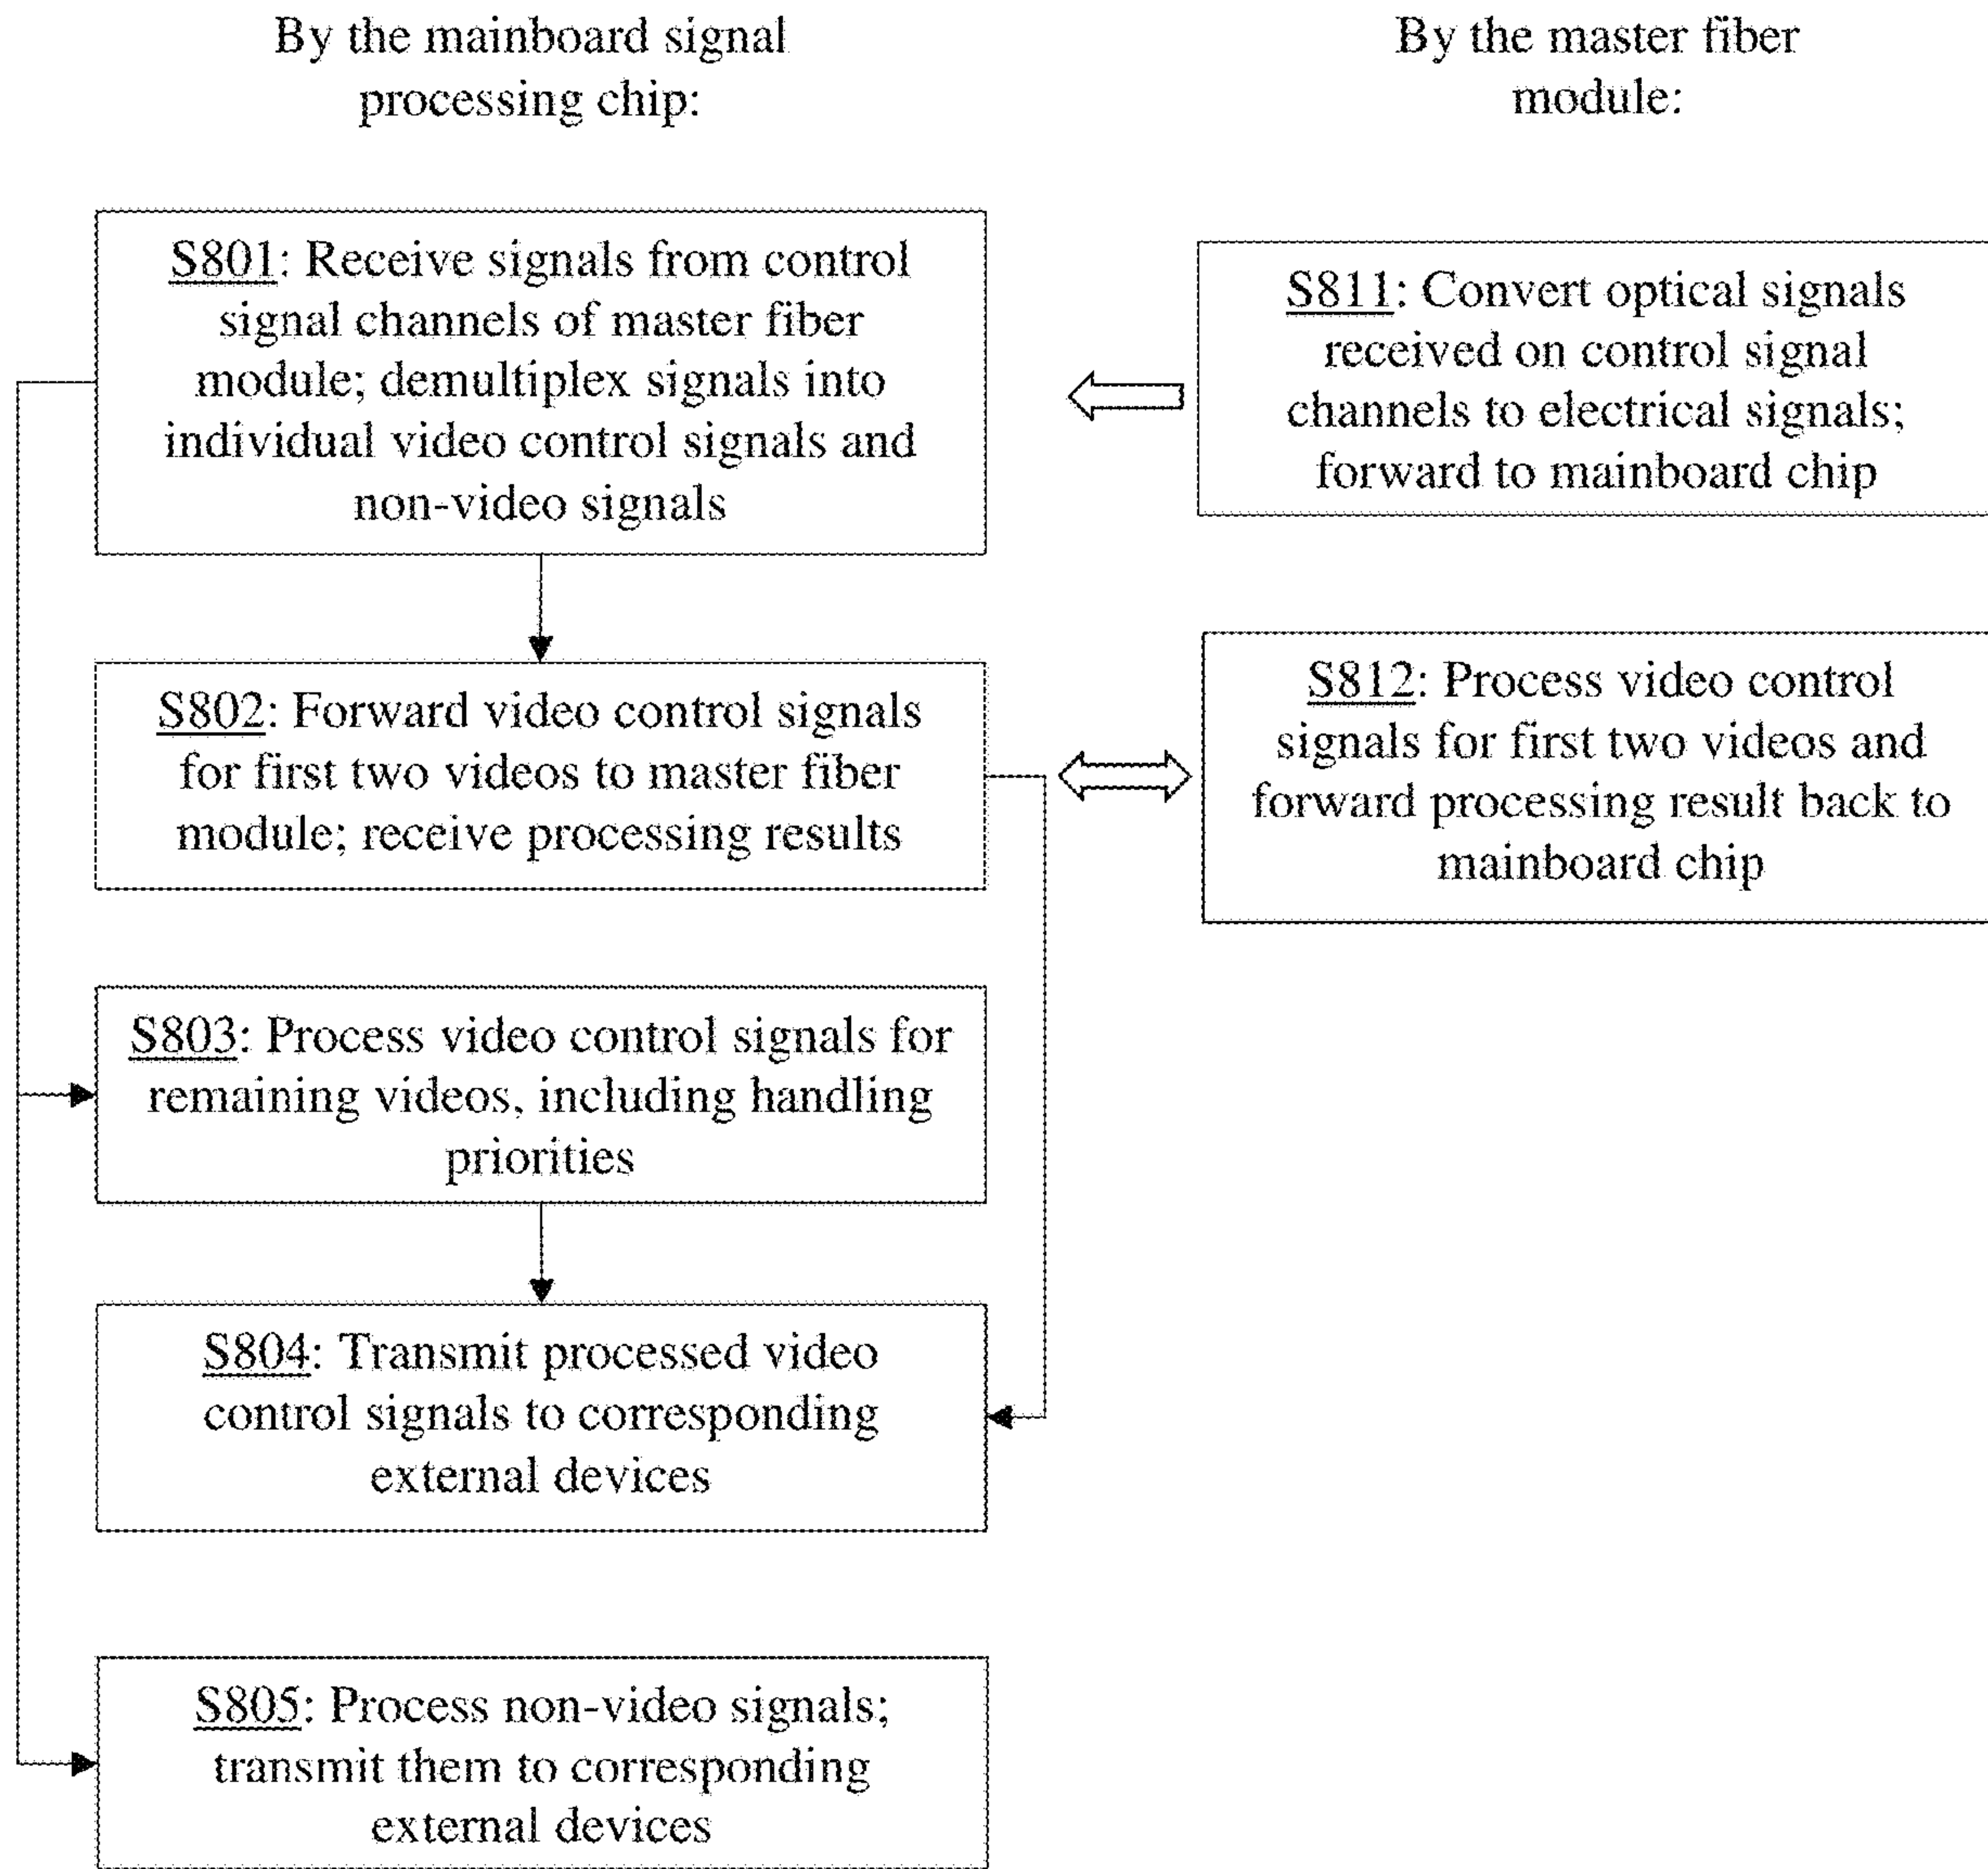 By the mainboard signal
processing chip:
By the master fiber
module:
S801: Receive signals from control
signal channels of master fiber
module; demultiplex signals into
individual video control signals and
non-video signals
S811: Convert optical signals
received on control signal
channels to electrical signals;
forward to mainboard chip
S802: Forward video control signals
for first two videos to master fiber
module; receive processing results
S812: Process video control
signals for first two videos and
forward processing result back to
mainboard chip
S803: Process video control signals for
remaining videos, including handling
priorities
S804: Transmit processed video
control signals to corresponding
external devices
S805: Process non-video signals;
transmit them to corresponding
external devices